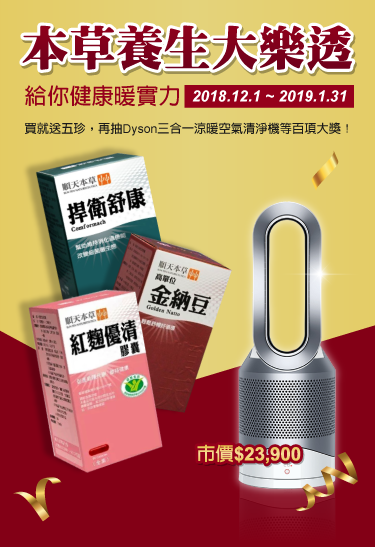 本草養生大樂透
給你健康暖實力 2018.12.1 ~ 2019.1.31
買就送五珍，再抽Dyson三合一涼暖空氣清淨機等百項大獎！
順天本草
捍衛舒康
Comformach
順天本草
高單位
金納豆
Golden Natto
順天本草
紅麴優清
膠囊
市價$23,900